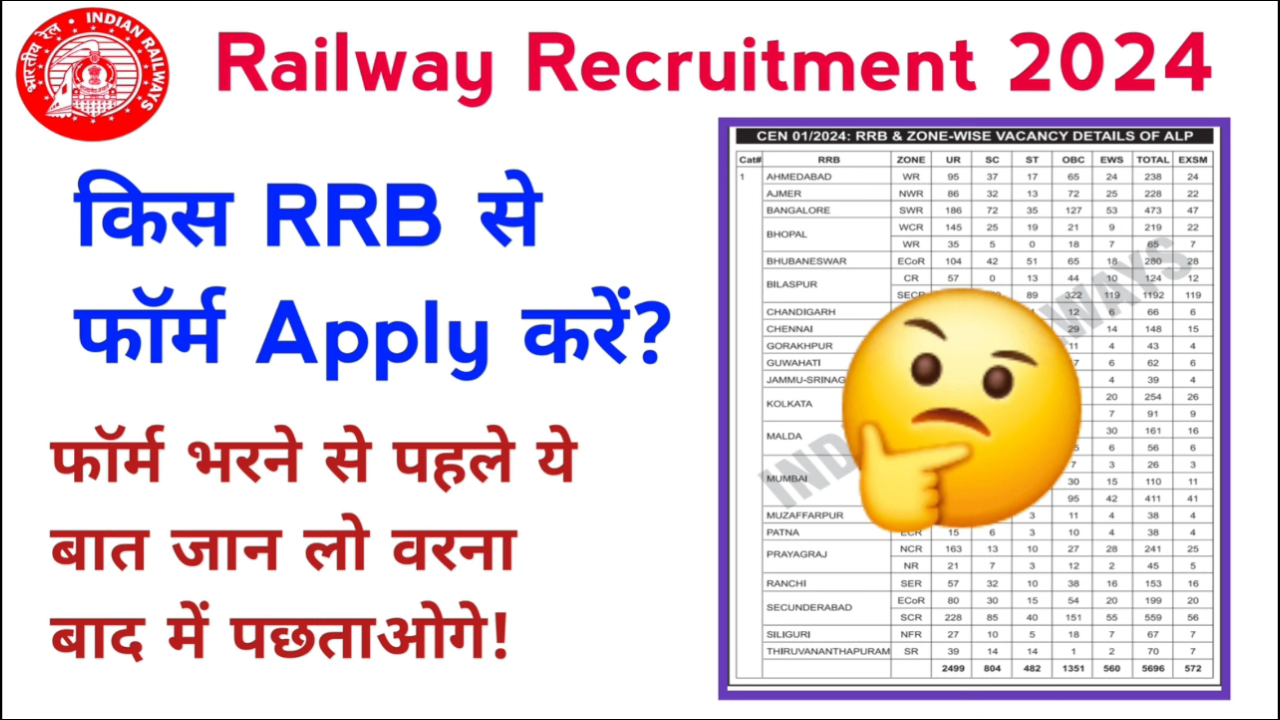 भारतीय रेल • INDIAN RAILWAYS
Railway Recruitment 2024
किस RRB से
फॉर्म Apply करें?
फॉर्म भरने से पहले ये
बात जान लो वरना
बाद में पछताओगे!
CEN 01/2024: RRB & ZONE-WISE VACANCY DETAILS OF ALP
Cat# RRB ZONE UR SC ST OBC EWS TOTAL EXSM
1 AHMEDABAD WR 95 37 17 65 24 238 24
AJMER NWR 86 32 13 72 25 228 22
BANGALORE SWR 186 72 35 127 53 473 47
BHOPAL
WCR 145 25 19 21 9 219 22
WR 35 5 0 18 7 65 7
BHUBANESWAR ECoR 104 42 51 65 18 280 28
BILASPUR
CR 57 0 13 44 10 124 12
SECR 89 322 119 1192 119
CHANDIGARH 12 6 66 6
CHENNAI 29 14 148 15
GORAKHPUR 11 4 43 4
GUWAHATI 6 62 6
JAMMU-SRINAG 4 39 4
KOLKATA
20 254 26
7 91 9
MALDA
30 161 16
6 56 6
MUMBAI
7 3 26 3
30 15 110 11
95 42 411 41
MUZAFFARPUR 3 11 4 38 4
PATNA ECR 15 6 3 10 4 38 4
PRAYAGRAJ
NCR 163 13 10 27 28 241 25
NR 21 7 3 12 2 45 5
RANCHI SER 57 32 10 38 16 153 16
SECUNDERABAD
ECoR 80 30 15 54 20 199 20
SCR 228 85 40 151 55 559 56
SILIGURI NFR 27 10 5 18 7 67 7
THIRUVANANTHAPURAM SR 39 14 14 1 2 70 7
2499 804 482 1351 560 5696 572